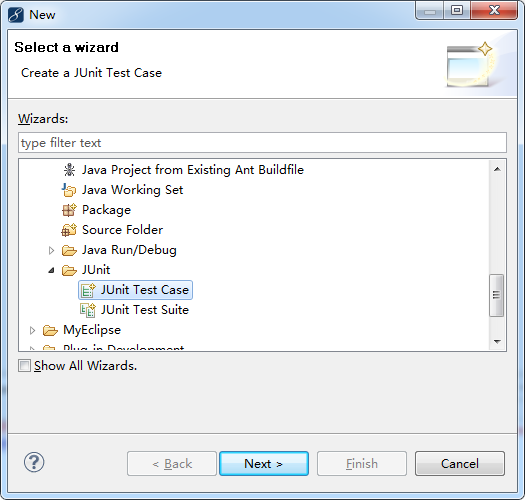 New
Select a wizard
Create a JUnit Test Case
Wizards:
type filter text
Java Project from Existing Ant Buildfile
Java Working Set
Package
Source Folder
Java Run/Debug
JUnit
JUnit Test Case
JUnit Test Suite
MyEclipse
Plug-in Development
Show All Wizards.
< Back
Next >
Finish
Cancel